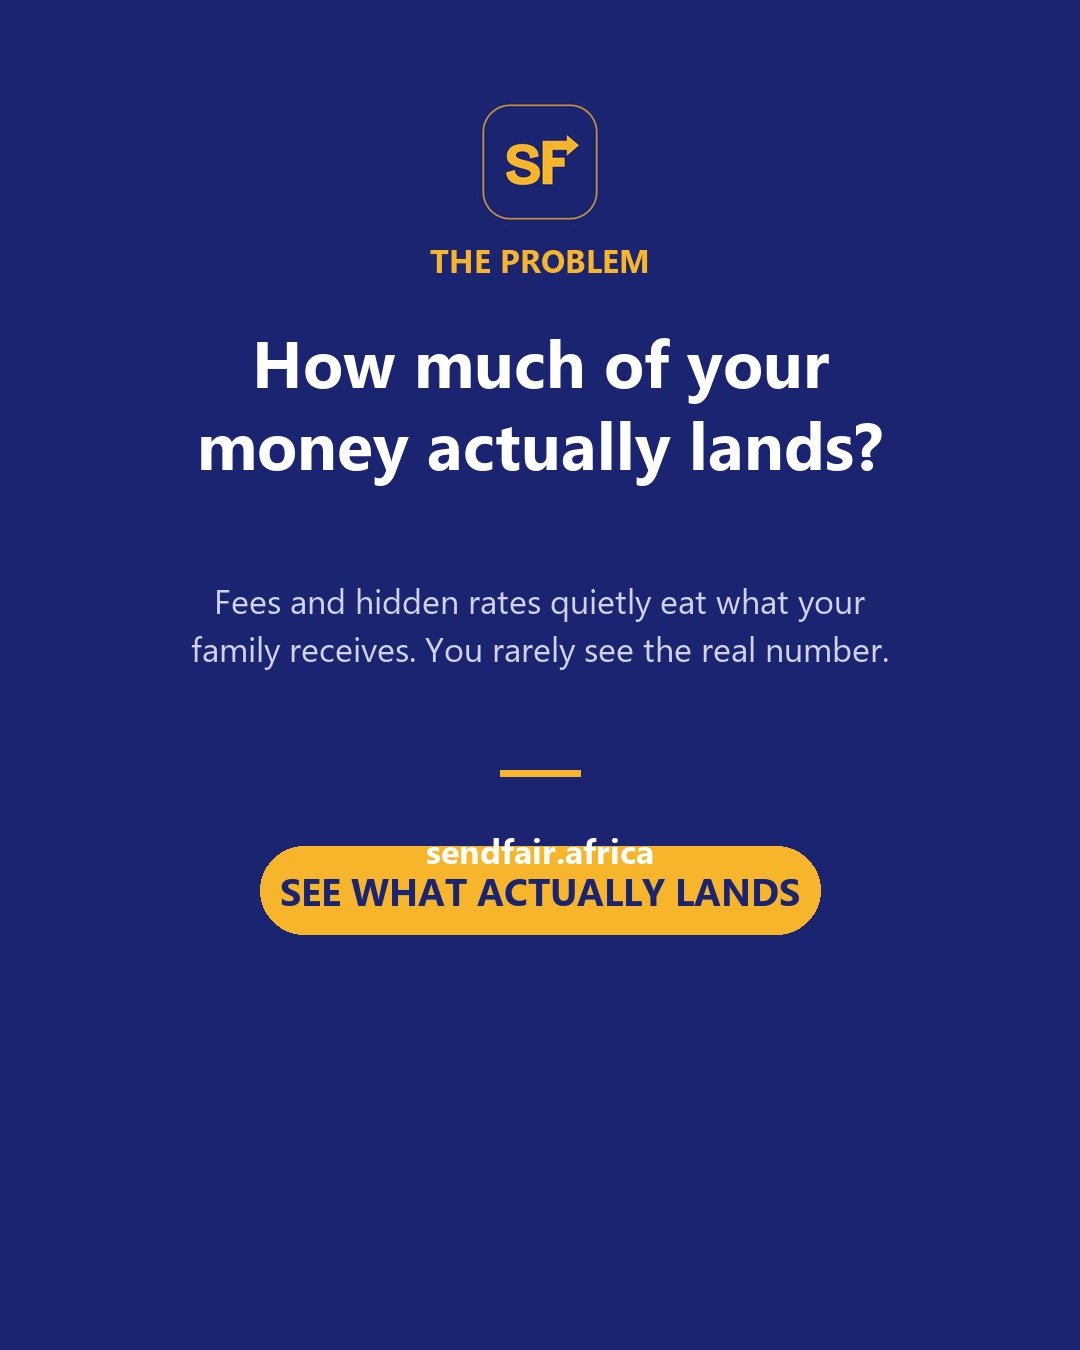 SF
THE PROBLEM
How much of your
money actually lands?
Fees and hidden rates quietly eat what your
family receives. You rarely see the real number.
sendfair.africa
SEE WHAT ACTUALLY LANDS